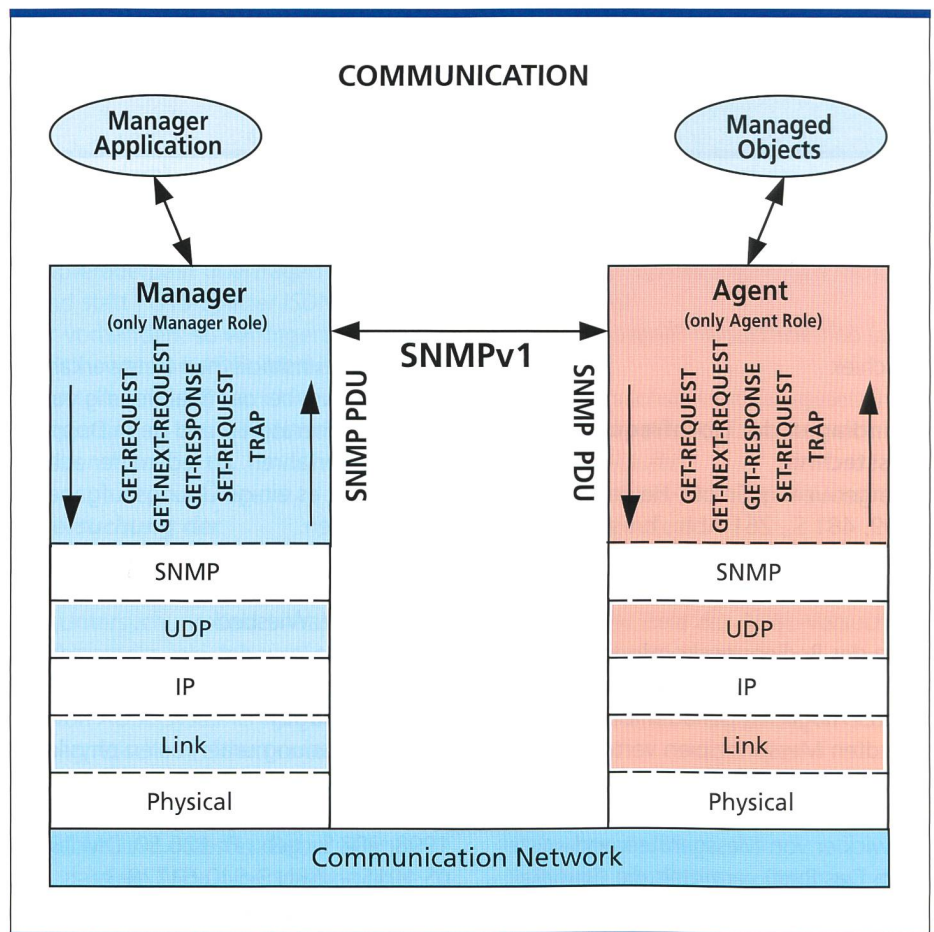 COMMUNICATION
Manager
Application
Managed
Objects
Manager
(only Manager Role)
GET-REQUEST
GET-NEXT-REQUEST
GET-RESPONSE
SET-REQUEST
TRAP
SNMP PDU
SNMPv1
SNMP PDU
Agent
(only Agent Role)
GET-REQUEST
GET-NEXT-REQUEST
GET-RESPONSE
SET-REQUEST
TRAP
SNMP
UDP
IP
Link
Physical
SNMP
UDP
IP
Link
Physical
Communication Network